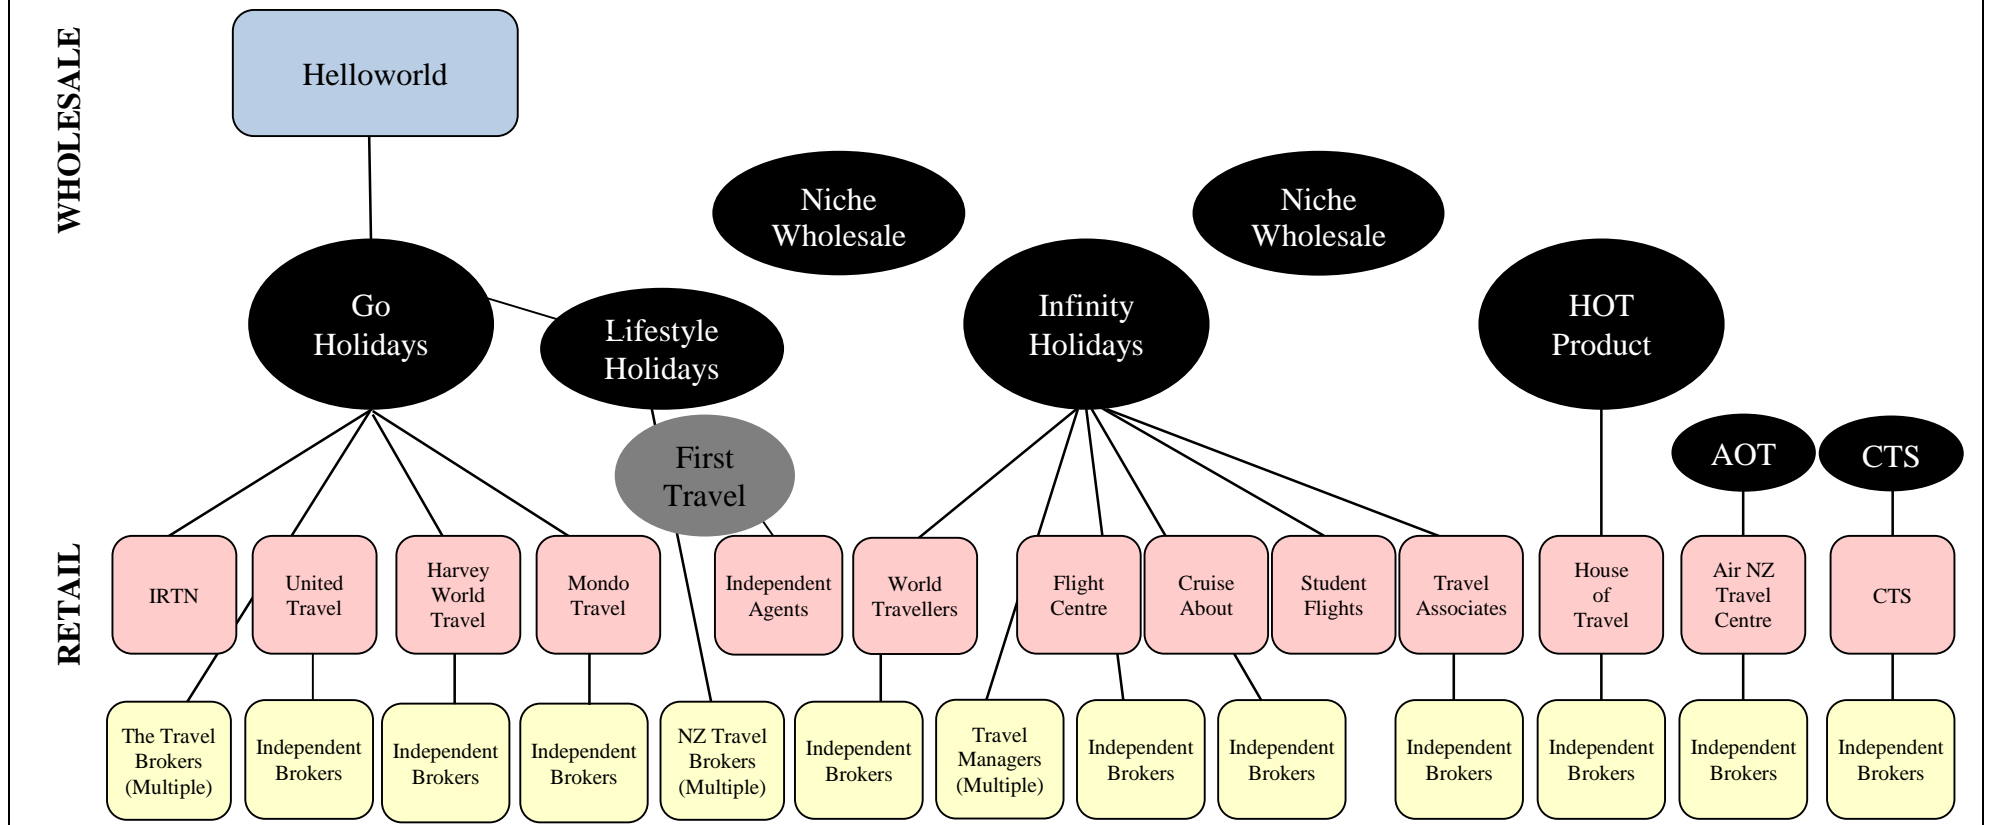 WHOLESALE
Helloworld
Niche
Wholesale
Niche
Wholesale
Go
Holidays
Lifestyle
Holidays
Infinity
Holidays
HOT
Product
First
Travel
AOT
CTS
RETAIL
IRTN
United
Travel
Harvey
World
Travel
Mondo
Travel
Independent
Agents
World
Travellers
Flight
Centre
Cruise
About
Student
Flights
Travel
Associates
House
of
Travel
Air NZ
Travel
Centre
CTS
The Travel
Brokers
(Multiple)
Independent
Brokers
Independent
Brokers
Independent
Brokers
NZ Travel
Brokers
(Multiple)
Independent
Brokers
Travel
Managers
(Multiple)
Independent
Brokers
Independent
Brokers
Independent
Brokers
Independent
Brokers
Independent
Brokers
Independent
Brokers